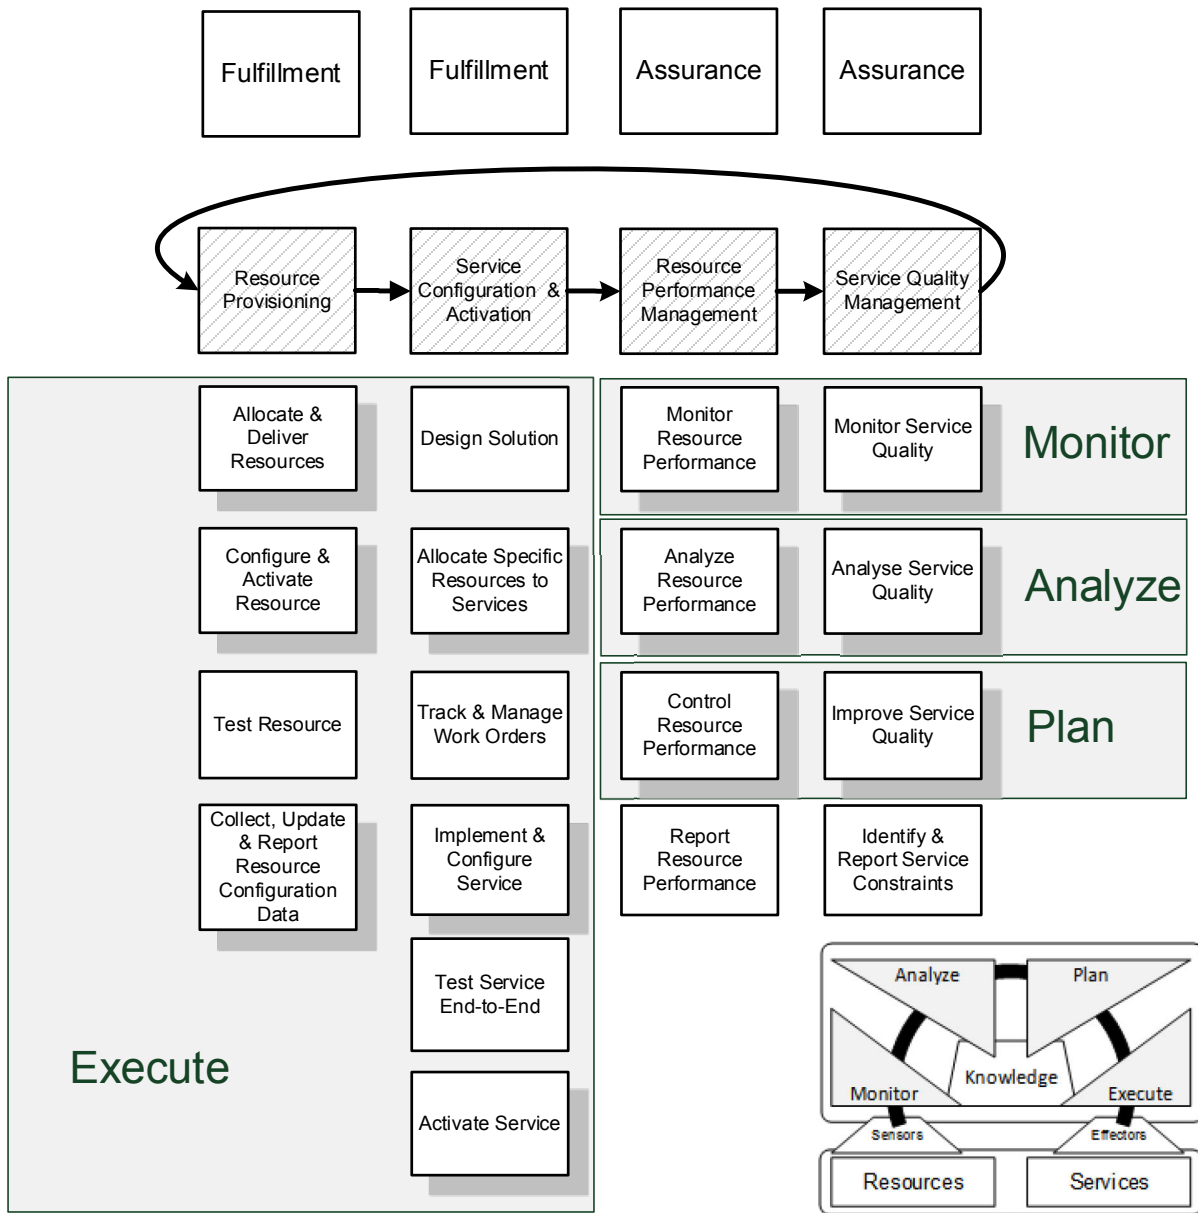 Fulfillment
Fulfillment
Assurance
Assurance
Resource
Provisioning
Service
Configuration &
Activation
Resource
Performance
Management
Service Quality
Management
Allocate &
Deliver
Resources
Design Solution
Monitor
Resource
Performance
Monitor Service
Quality
Monitor
Configure &
Activate
Resource
Allocate Specific
Resources to
Services
Analyze
Resource
Performance
Analyse Service
Quality
Analyze
Test Resource
Track & Manage
Work Orders
Control
Resource
Performance
Improve Service
Quality
Plan
Collect, Update
& Report
Resource
Configuration
Data
Implement &
Configure
Service
Report
Resource
Performance
Identify &
Report Service
Constraints
Test Service
End-to-End
Execute
Activate Service
Analyze
Plan
Knowledge
Monitor
Execute
Sensors
Effectors
Resources
Services